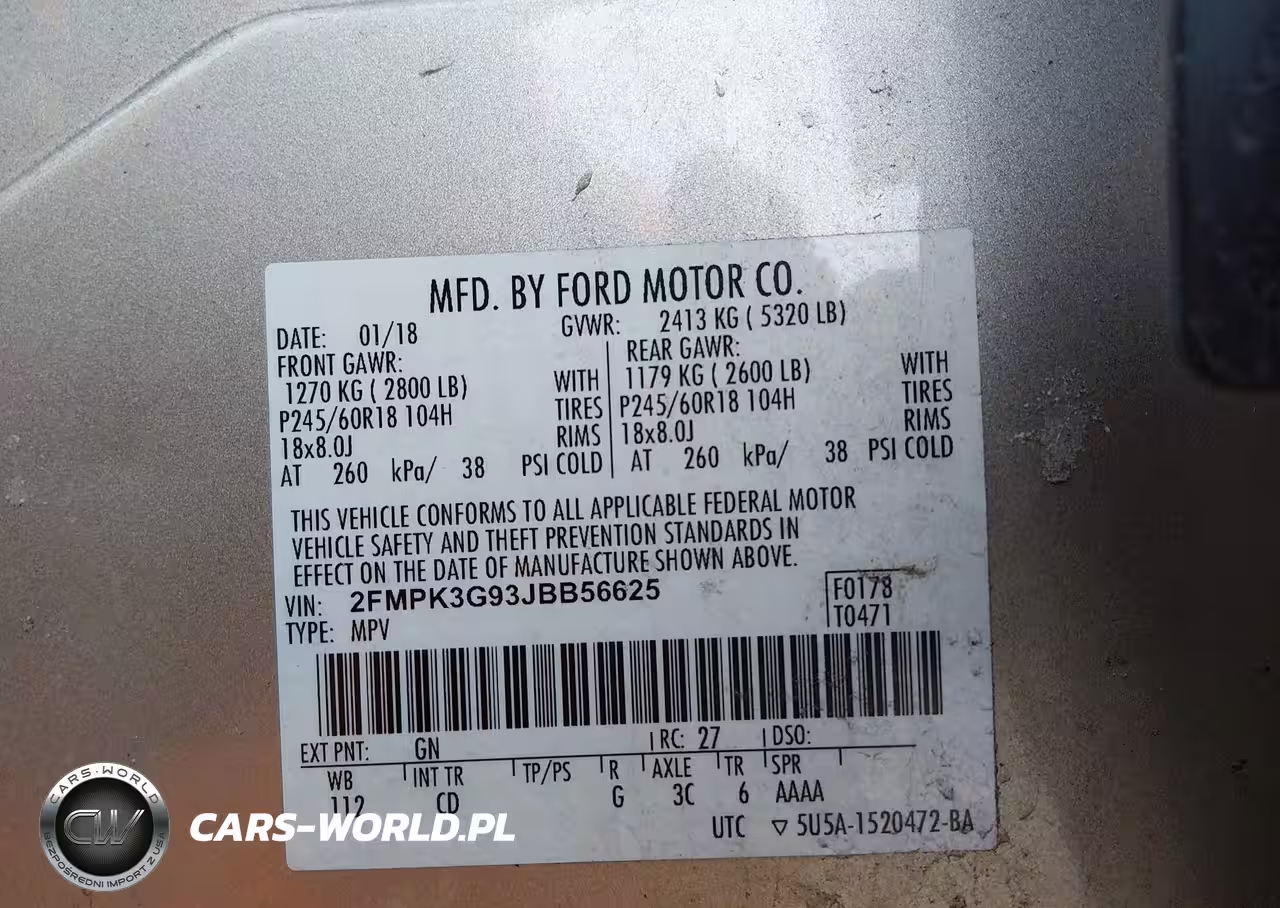 MFD. BY FORD MOTOR CO.
DATE: 01/18 GVWR: 2413 KG ( 5320 LB)
FRONT GAWR: REAR GAWR:
1270 KG ( 2800 LB) WITH 1179 KG ( 2600 LB) WITH
P245/60R18 104H TIRES P245/60R18 104H TIRES
18x8.0J RIMS 18x8.0J RIMS
AT 260 kPa/ 38 PSI COLD AT 260 kPa/ 38 PSI COLD
THIS VEHICLE CONFORMS TO ALL APPLICABLE FEDERAL MOTOR
VEHICLE SAFETY AND THEFT PREVENTION STANDARDS IN
EFFECT ON THE DATE OF MANUFACTURE SHOWN ABOVE.
VIN: 2FMPK3G93JBB56625 F0178
TYPE: MPV T0471
EXT PNT: GN RC: 27 DSO:
WB INT TR TP/PS R AXLE TR SPR
112 CD G 3C 6 AAAA
UTC ▽ 5U5A-1520472-BA
CARS-WORLD
CW
BEZPOŚREDNI IMPORT Z USA
CARS-WORLD.PL